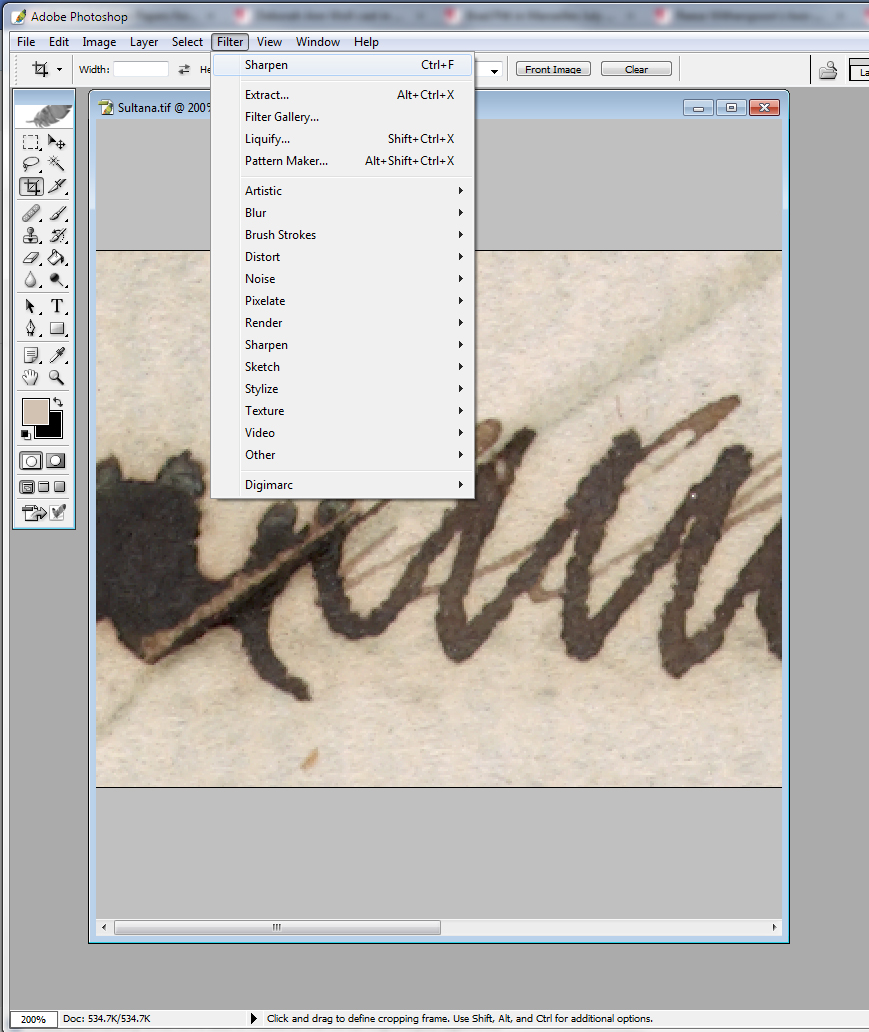 Adobe Photoshop
File Edit Image Layer Select Filter View Window Help
Width: He Front Image Clear La
Sharpen Ctrl+F
Sultana.tif @ 200%
Extract... Alt+Ctrl+X
Filter Gallery...
Liquify... Shift+Ctrl+X
Pattern Maker... Alt+Shift+Ctrl+X
Artistic
Blur
Brush Strokes
Distort
Noise
Pixelate
Render
Sharpen
Sketch
Stylize
Texture
Video
Other
Digimarc
200% Doc: 534.7K/534.7K Click and drag to define cropping frame. Use Shift, Alt, and Ctrl for additional options.